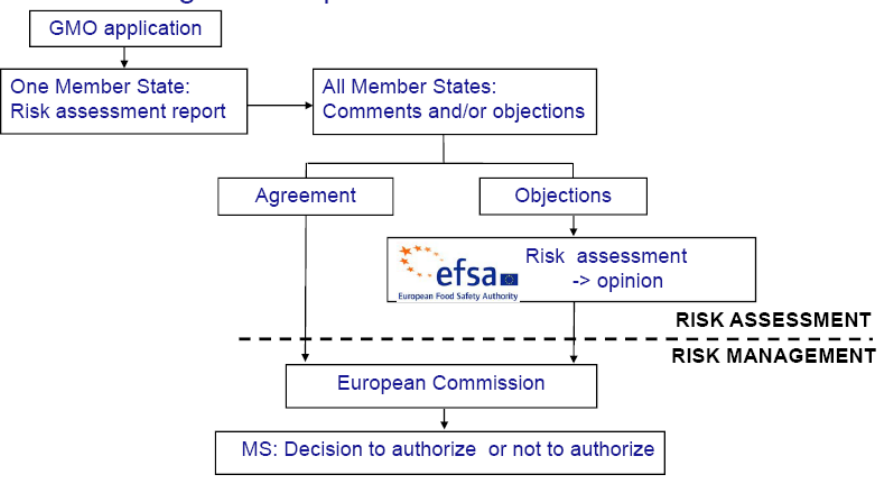 GMO application
One Member State:
Risk assessment report
All Member States:
Comments and/or objections
Agreement
Objections
efsa
European Food Safety Authority
Risk assessment
-> opinion
RISK ASSESSMENT
RISK MANAGEMENT
European Commission
MS: Decision to authorize or not to authorize